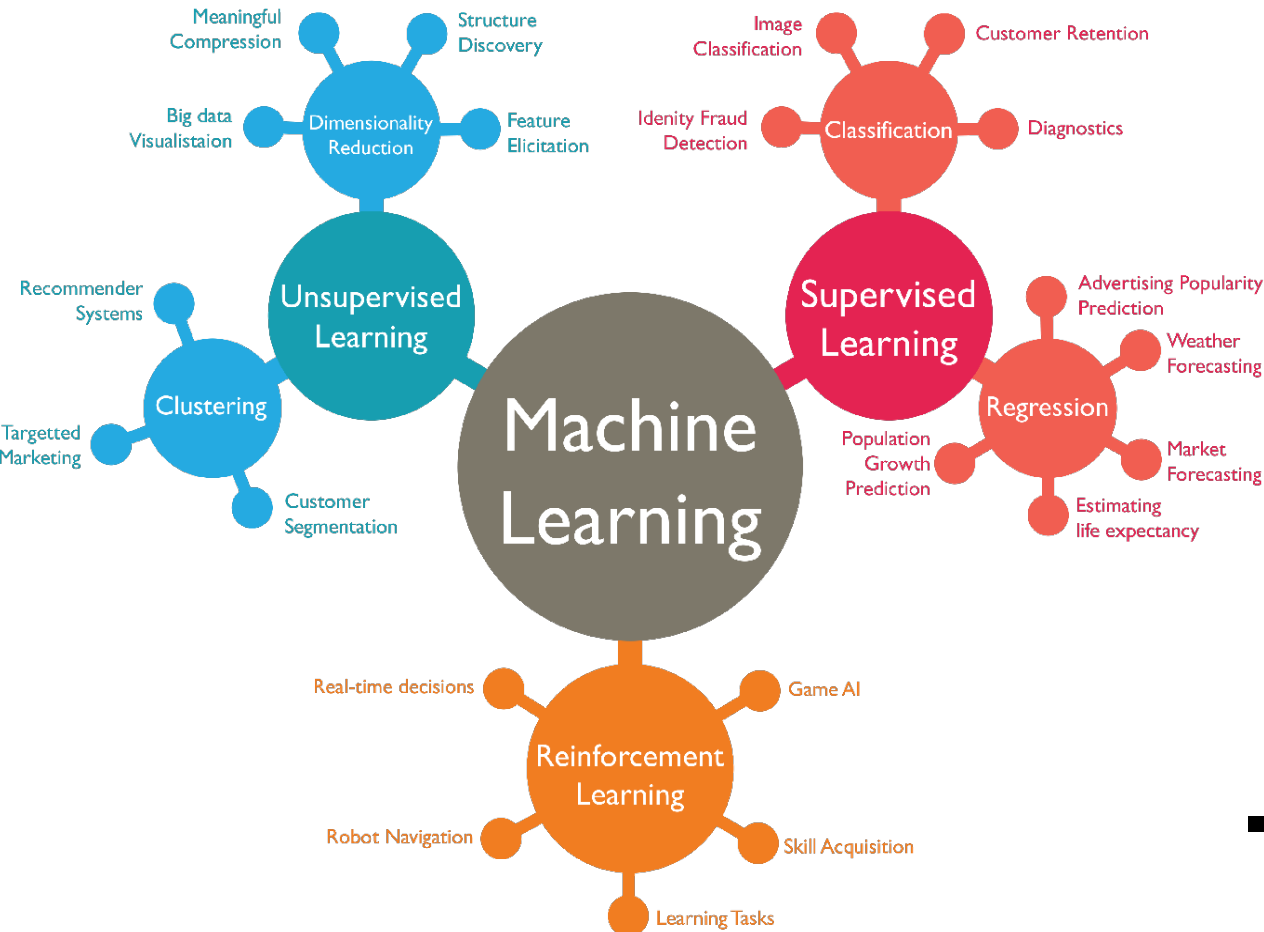 Meaningful
Compression
Structure
Discovery
Big data
Visualistaion
Dimensionality
Reduction
Feature
Elicitation
Image
Classification
Customer Retention
Idenity Fraud
Detection
Classification
Diagnostics
Recommender
Systems
Unsupervised
Learning
Clustering
Targetted
Marketing
Customer
Segmentation
Machine
Learning
Supervised
Learning
Advertising Popularity
Prediction
Weather
Forecasting
Regression
Population
Growth
Prediction
Market
Forecasting
Estimating
life expectancy
Real-time decisions
Game AI
Reinforcement
Learning
Robot Navigation
Skill Acquisition
Learning Tasks